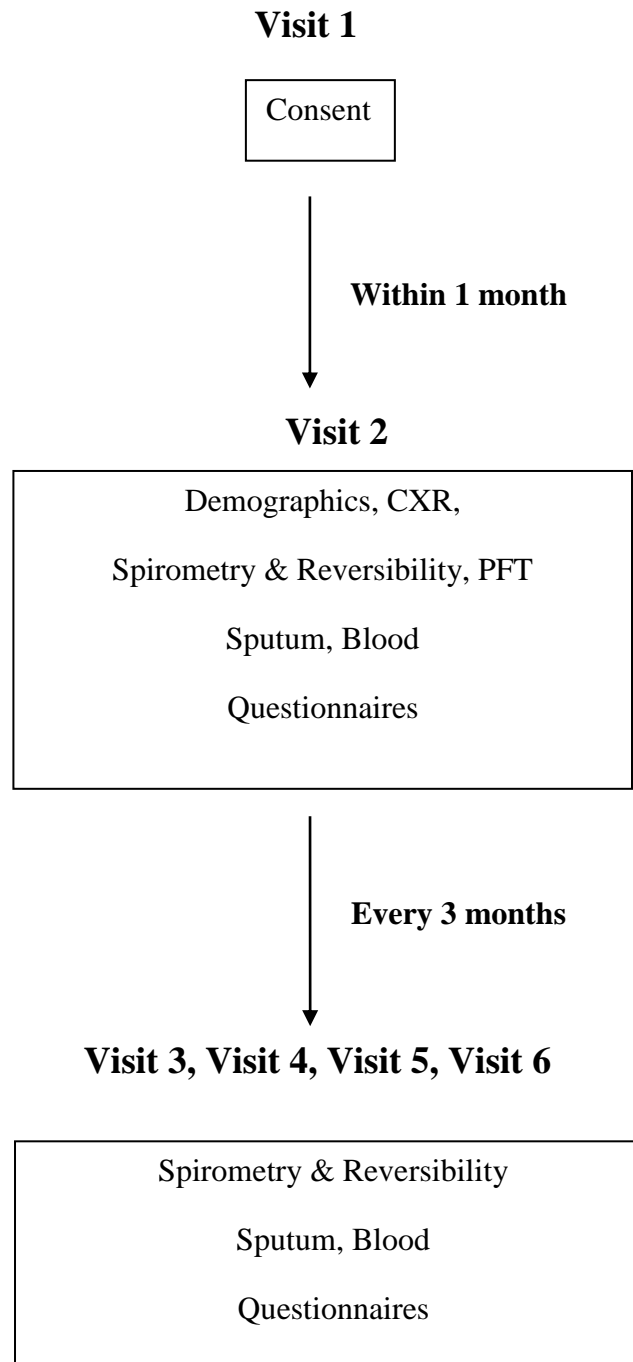 Visit 1
Consent
Within 1 month
Visit 2
Demographics, CXR,
Spirometry & Reversibility, PFT
Sputum, Blood
Questionnaires
Every 3 months
Visit 3, Visit 4, Visit 5, Visit 6
Spirometry & Reversibility
Sputum, Blood
Questionnaires